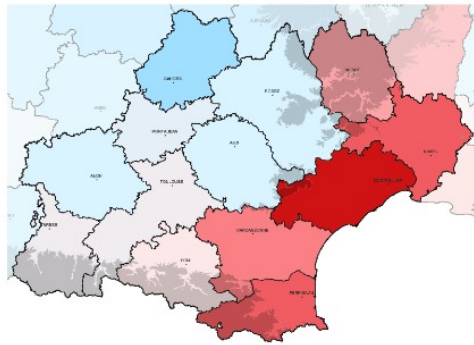 CAHORS
RODEZ
MENDE
MONTAUBAN
ALBI
NIMES
AUCH
TOULOUSE
MONTPELLIER
TARBES
CARCASSONNE
FOIX
PERPIGNAN